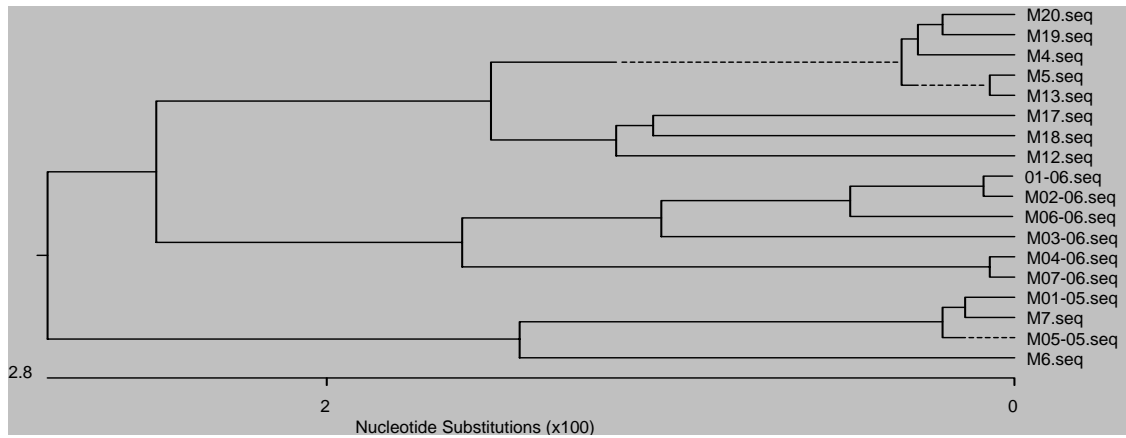 M20.seq
M19.seq
M4.seq
M5.seq
M13.seq
M17.seq
M18.seq
M12.seq
01-06.seq
M02-06.seq
M06-06.seq
M03-06.seq
M04-06.seq
M07-06.seq
M01-05.seq
M7.seq
M05-05.seq
M6.seq
2.8
2 0
Nucleotide Substitutions (x100)